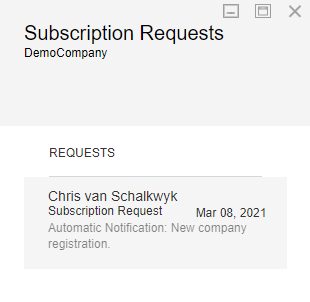 Subscription Requests
DemoCompany
REQUESTS
Chris van Schalkwyk
Subscription Request Mar 08, 2021
Automatic Notification: New company
registration.